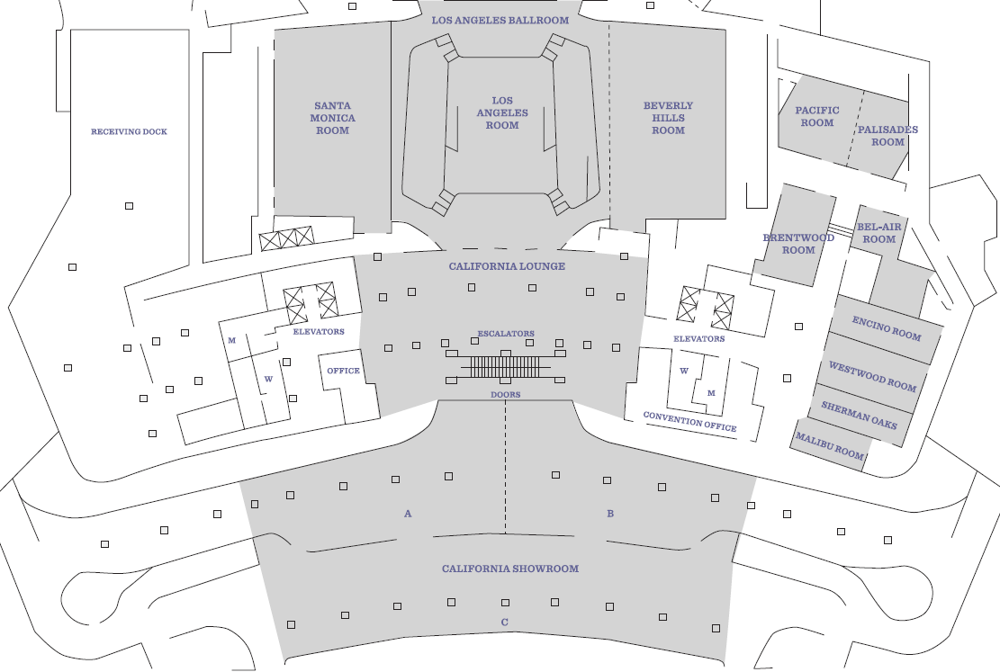 LOS ANGELES BALLROOM
SANTA
MONICA
ROOM
LOS
ANGELES
ROOM
BEVERLY
HILLS
ROOM
PACIFIC
ROOM
PALISADES
ROOM
RECEIVING DOCK
BRENTWOOD
ROOM
BEL-AIR
ROOM
CALIFORNIA LOUNGE
ELEVATORS
ESCALATORS
ELEVATORS
M
W
OFFICE
W
M
DOORS
CONVENTION OFFICE
ENCINO ROOM
WESTWOOD ROOM
SHERMAN OAKS
MALIBU ROOM
A
B
CALIFORNIA SHOWROOM
C